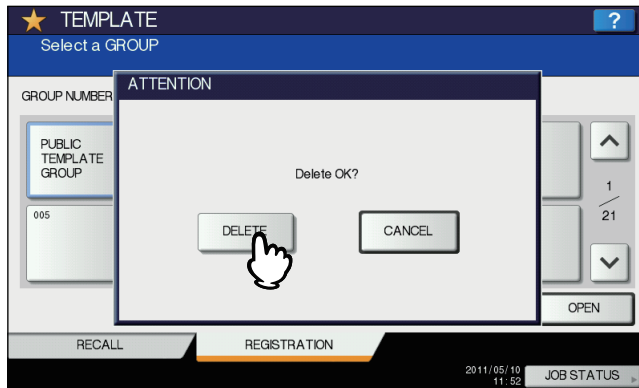 TEMPLATE
?
Select a GROUP
ATTENTION
GROUP NUMBER
PUBLIC
TEMPLATE
GROUP
Delete OK?
1
21
005
DELETE
CANCEL
OPEN
RECALL
REGISTRATION
2011/05/10
11:52
JOB STATUS